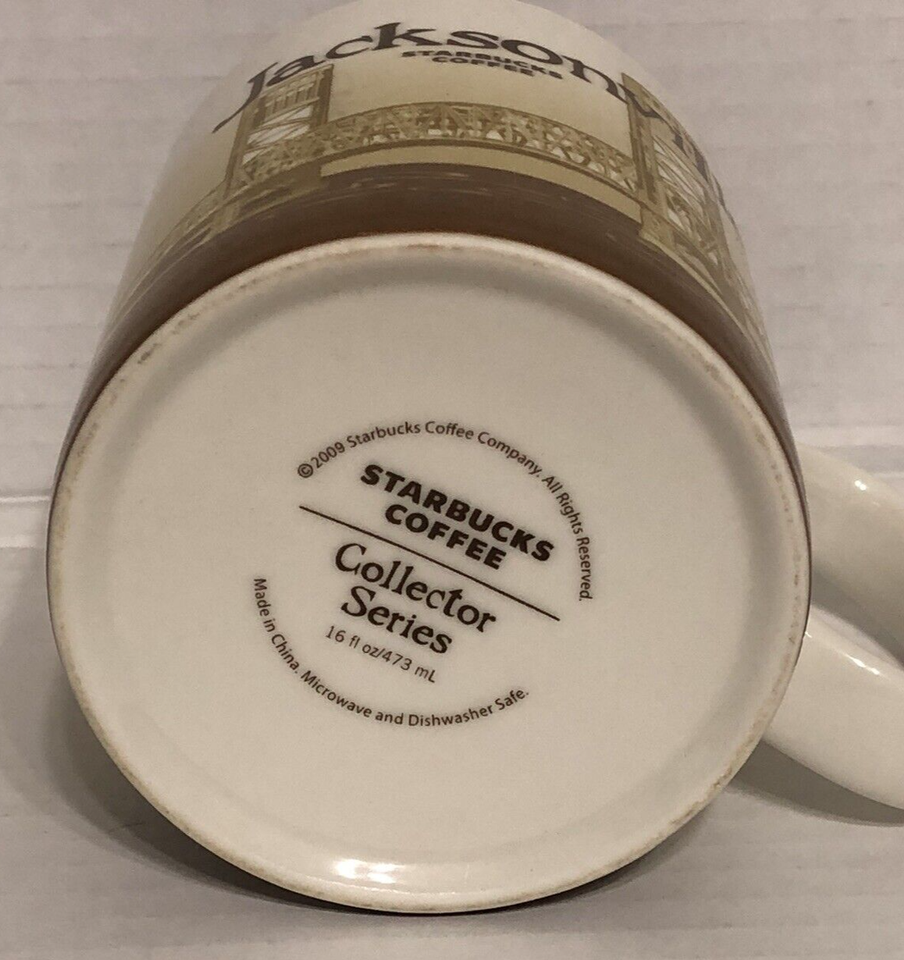 Jacksonville
STARBUCKS
COFFEE
©2009 Starbucks Coffee Company. All Rights Reserved.
STARBUCKS
COFFEE
Collector
Series
16 fl oz/473 mL
Made in China. Microwave and Dishwasher Safe.